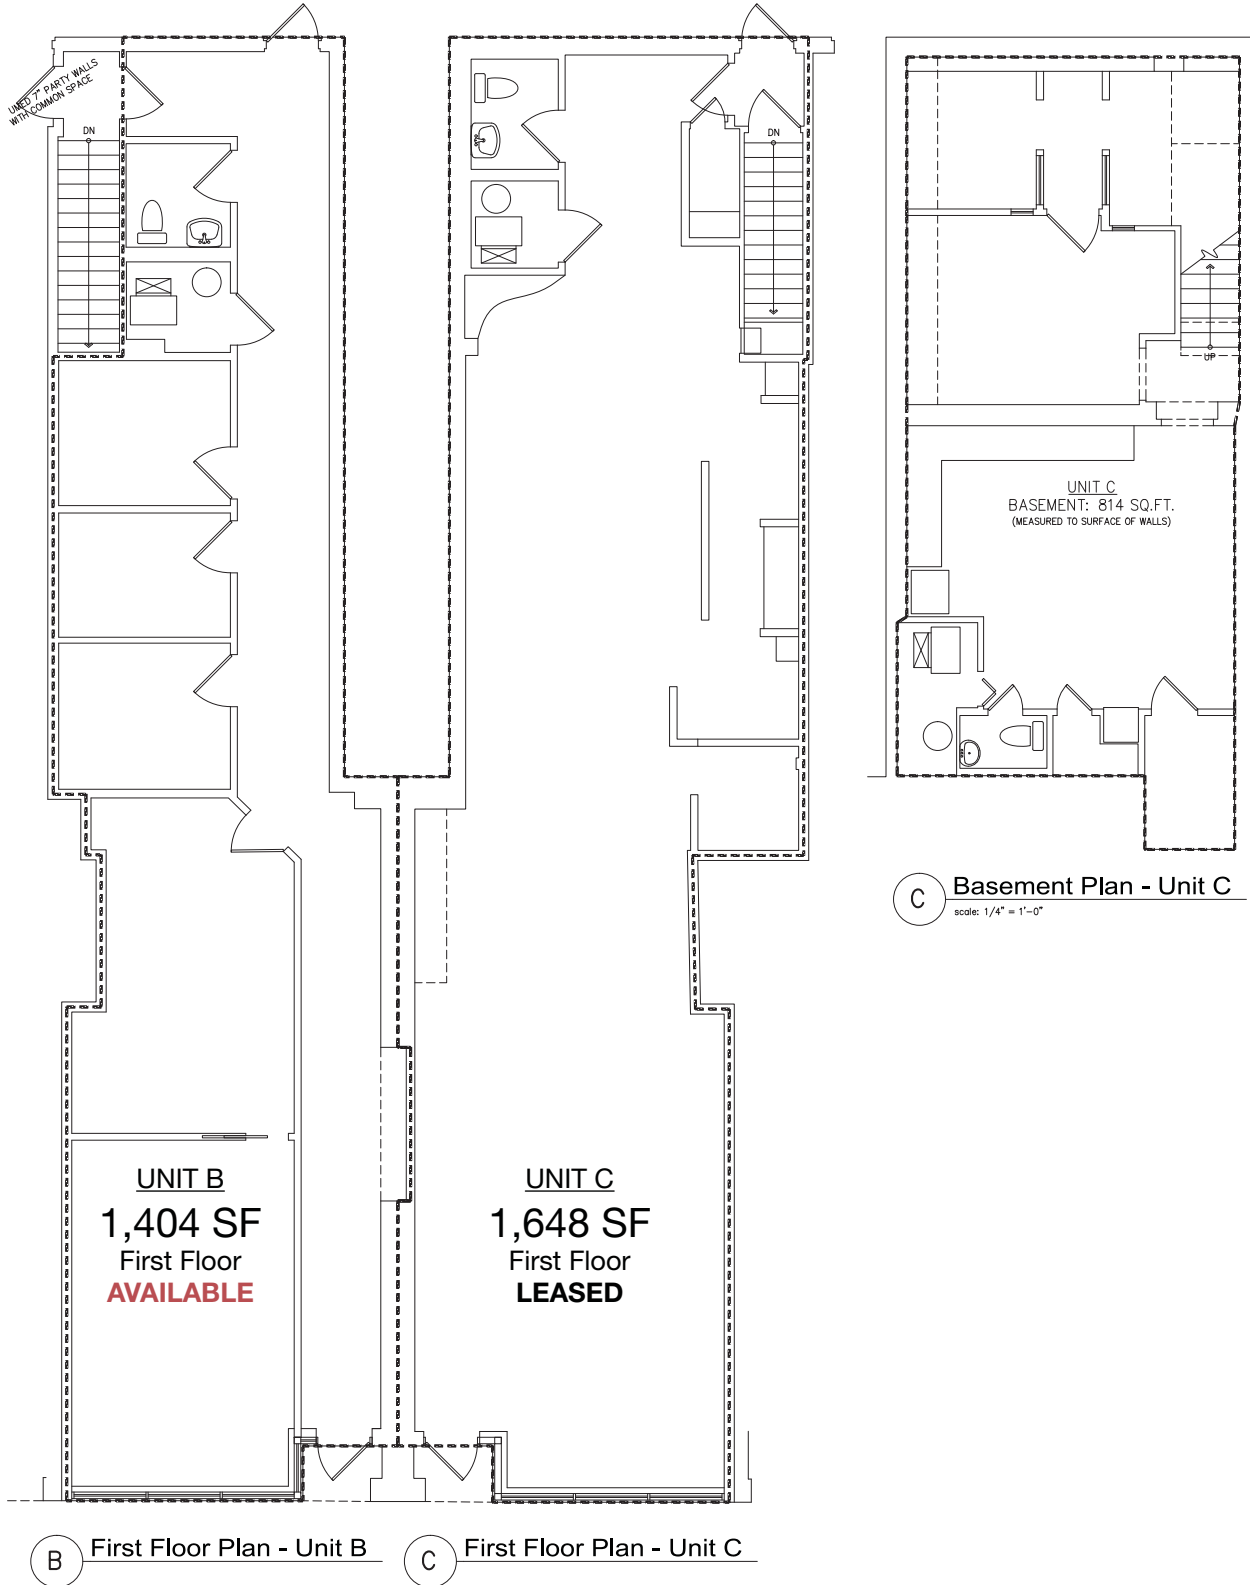 UMED 7" PARTY WALLS
WITH COMMON SPACE
DN
DN
UP
UNIT C
BASEMENT: 814 SQ.FT.
(MEASURED TO SURFACE OF WALLS)
C
Basement Plan - Unit C
scale: 1/4" = 1'-0"
UNIT B
1,404 SF
First Floor
AVAILABLE
UNIT C
1,648 SF
First Floor
LEASED
B
First Floor Plan - Unit B
C
First Floor Plan - Unit C